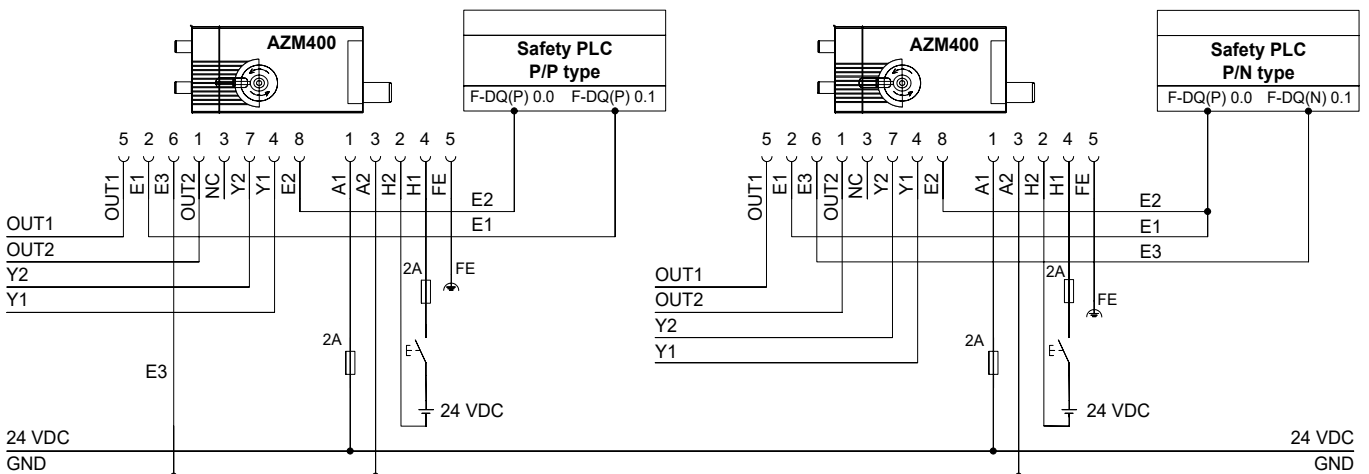 AZM400
Safety PLC
P/P type
F-DQ(P) 0.0 F-DQ(P) 0.1
5 2 6 1 3 7 4 8 1 3 2 4 5
OUT1 E1 E3 OUT2 NC Y2 Y1 E2 A1 A2 H2 H1 FE
E2
E1
OUT1
OUT2
Y2
Y1
2A
FE
2A
E3
E
24 VDC
AZM400
Safety PLC
P/N type
F-DQ(P) 0.0 F-DQ(N) 0.1
5 2 6 1 3 7 4 8 1 3 2 4 5
OUT1 E1 E3 OUT2 NC Y2 Y1 E2 A1 A2 H2 H1 FE
E2
E1
E3
OUT1
OUT2
Y2
Y1
2A
FE
2A
E
24 VDC
24 VDC 24 VDC
GND GND